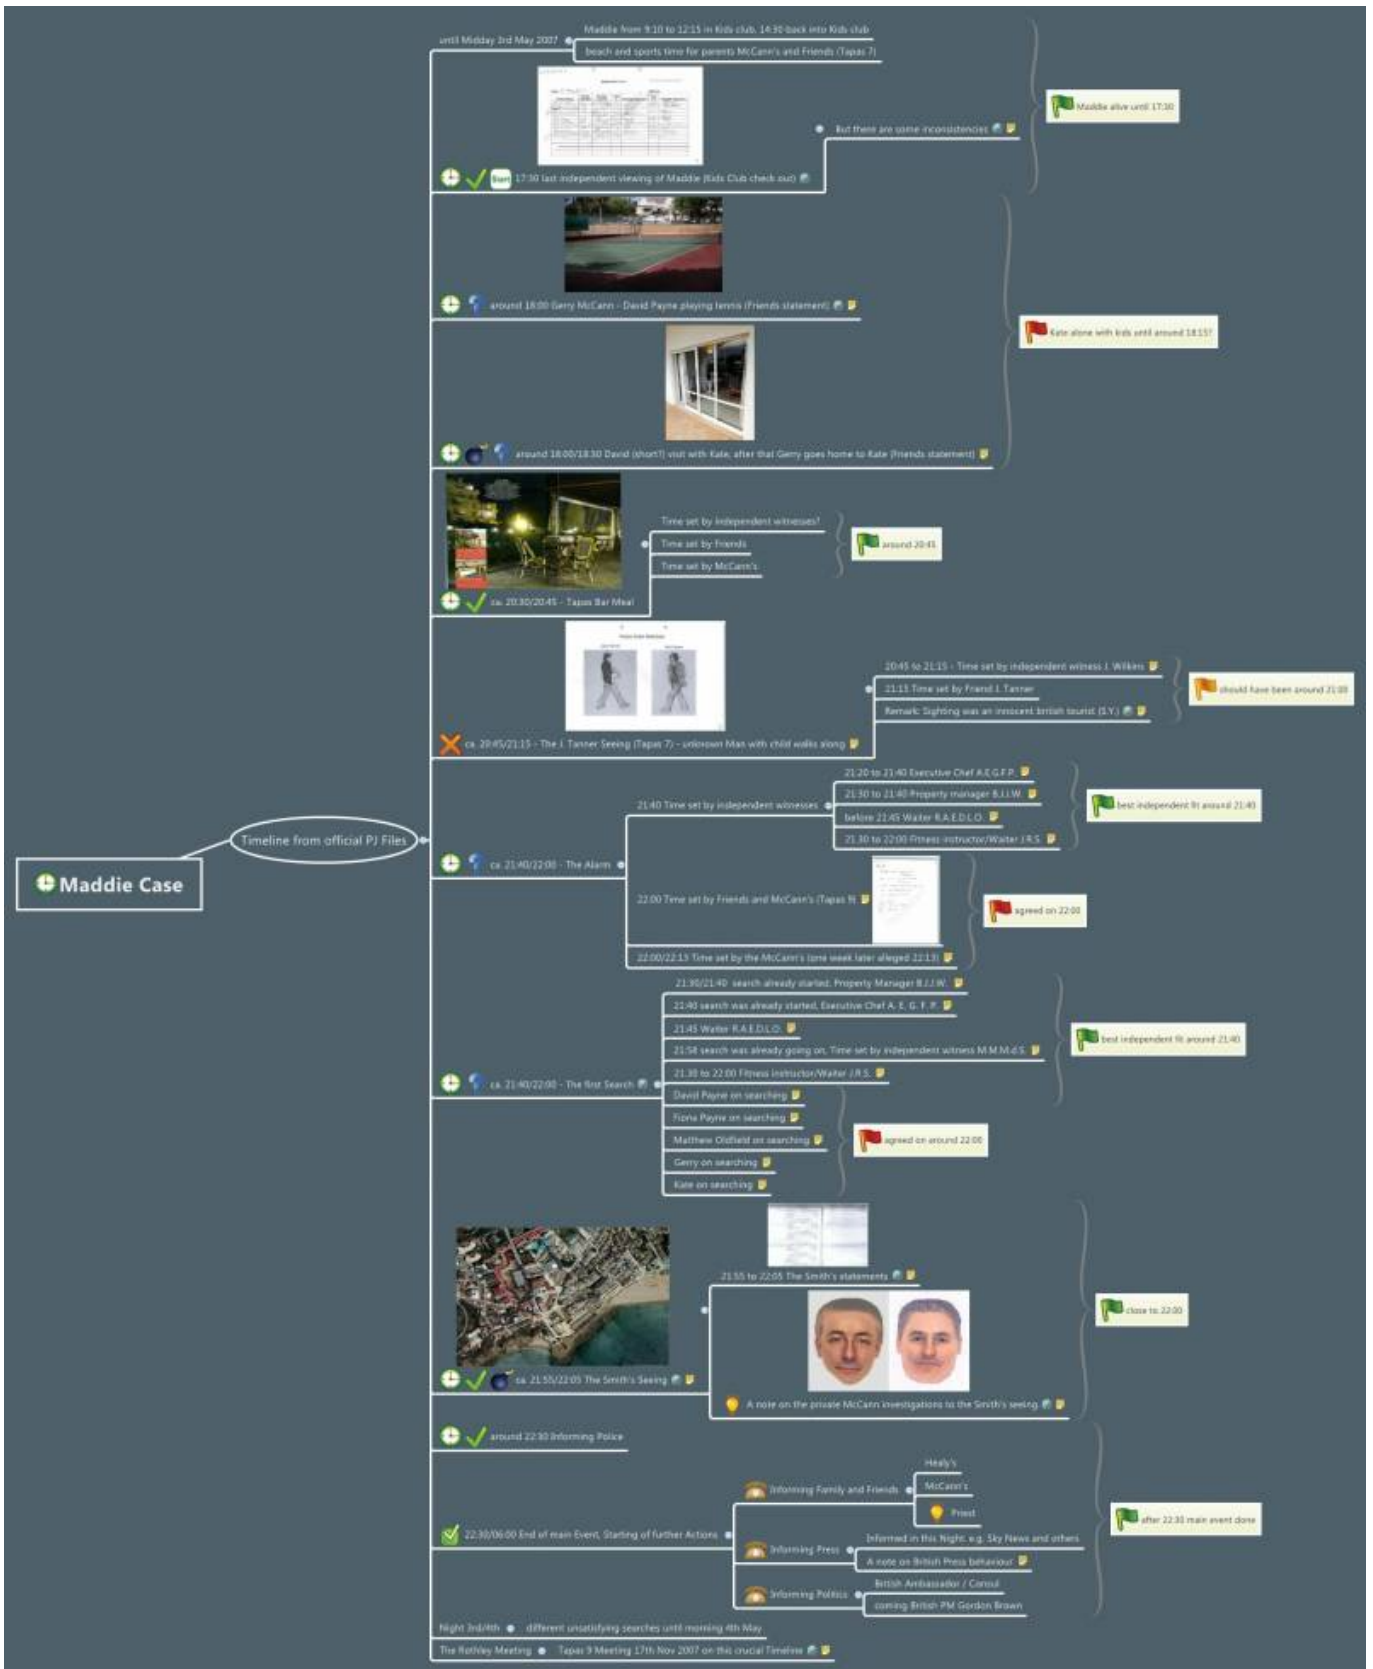 until Midday 3rd May 2007
Maddie from 9:10 to 12:15 in Kids club, 14:30 back into Kids club
beach and sports time for parents McCann's and Friends (Tapas 7)
Maddie alive until 17:30
But there are some inconsistencies
Start 17:30 last independent viewing of Maddie (Kids Club check out)
around 18:00 Gerry McCann - David Payne playing tennis (Friends statement)
Kate alone with kids until around 18:15?
around 18:00/18:30 David (short?) visit with Kate, after that Gerry goes home to Kate (Friends statement)
Time set by independent witnesses?
Time set by Friends
Time set by McCann's
around 20:45
ca. 20:30/20:45 - Tapas Bar Meal
20:45 to 21:15 - Time set by independent witness J. Wilkins
21:15 Time set by Friend J. Tanner
Remark: Sighting was an innocent british tourist (S.Y.)
should have been around 21:00
ca. 20:45/21:15 - The J. Tanner Seeing (Tapas 7) - unknown Man with child walks along
21:20 to 21:40 Executive Chef A.E.G.F.P.
21:40 Time set by independent witnesses
21:30 to 21:40 Property manager B.J.J.W.
before 21:45 Waiter R.A.E.D.L.O.
21.30 to 22:00 Fitness instructor/Waiter J.R.S.
best independent fit around 21:40
Timeline from official PJ Files
Maddie Case
ca. 21:40/22:00 - The Alarm
22:00 Time set by Friends and McCann's (Tapas 9)
agreed on 22:00
22:00/22:13 Time set by the McCann's (one week later alleged 22:13)
21:30/21:40 search already started, Property Manager B.J.J.W.
21:40 search was already started, Executive Chef A. E. G. F. P.
21:45 Waiter R.A.E.D.L.O.
21:58 search was already going on, Time set by independent witness M.M.M.d.S.
21.30 to 22:00 Fitness instructor/Waiter J.R.S.
best independent fit around 21:40
ca. 21:40/22:00 - The first Search
David Payne on searching
Fiona Payne on searching
Matthew Oldfield on searching
Gerry on searching
Kate on searching
agreed on around 22:00
21:55 to 22:05 The Smith's statements
close to 22:00
ca. 21:55/22:05 The Smith's Seeing
A note on the private McCann investigations to the Smith's seeing
around 22:30 Informing Police
22:30/06:00 End of main Event, Starting of further Actions
Informing Family and Friends
Healy's
McCann's
Priest
Informing Press
Informed in this Night, e.g. Sky News and others
A note on British Press behaviour
Informing Politics
British Ambassador / Consul
coming British PM Gordon Brown
after 22:30 main event done
Night 3rd/4th
different unsatisfying searches until morning 4th May
The Rothley Meeting
Tapas 9 Meeting 17th Nov 2007 on this crucial Timeline